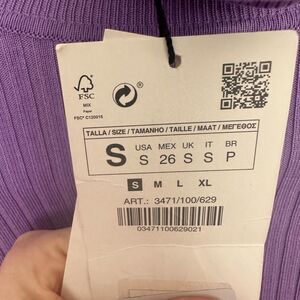 FSC
MIX
Paper
FSC® C120015
TALLA / SIZE / TAMANHO / TAILLE / MAAT / ΜΕΓΕΘΟΣ
S USA MEX UK IT BR
S 26 S S P
S M L XL
ART.: 3471/100/629
03471100629021